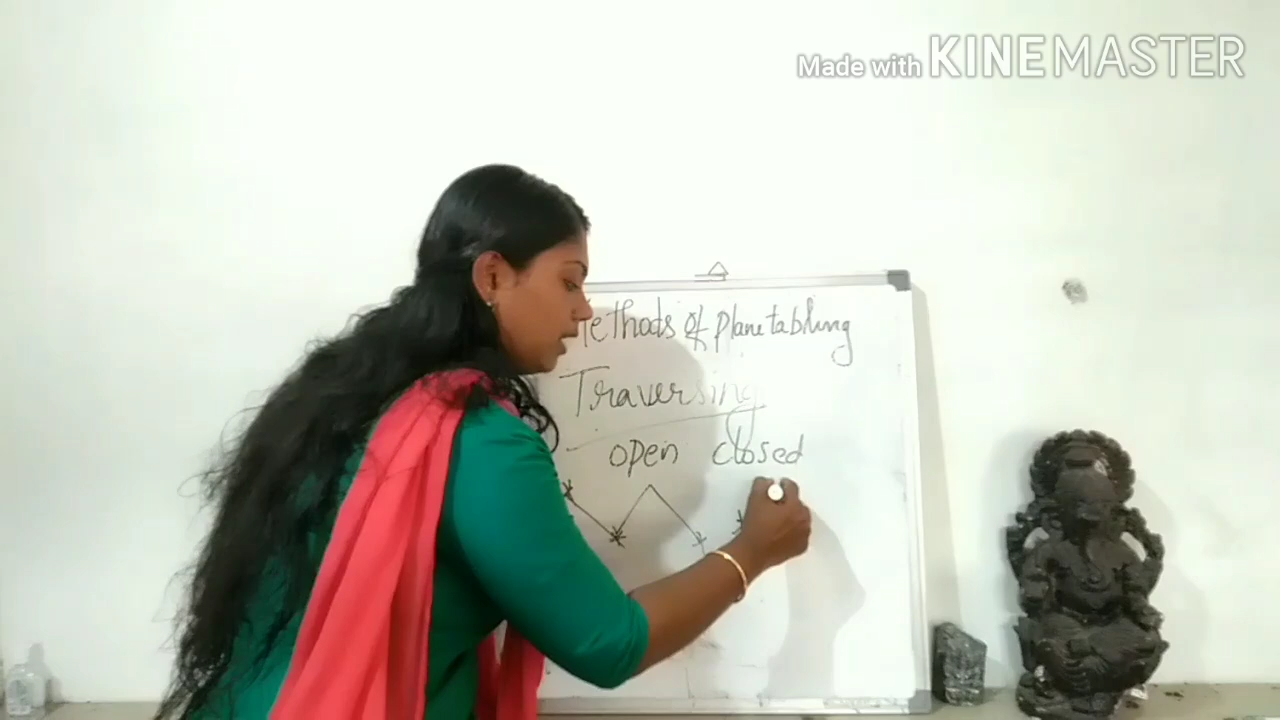 Made with KINEMASTER
Methods of Plane tabling
Traversing
open closed